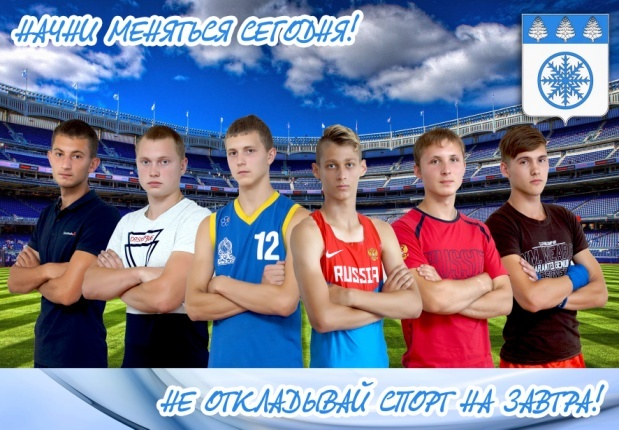 НАЧНИ МЕНЯТЬСЯ СЕГОДНЯ!
12
RUSSIA
НЕ ОТКЛАДЫВАЙ СПОРТ НА ЗАВТРА!